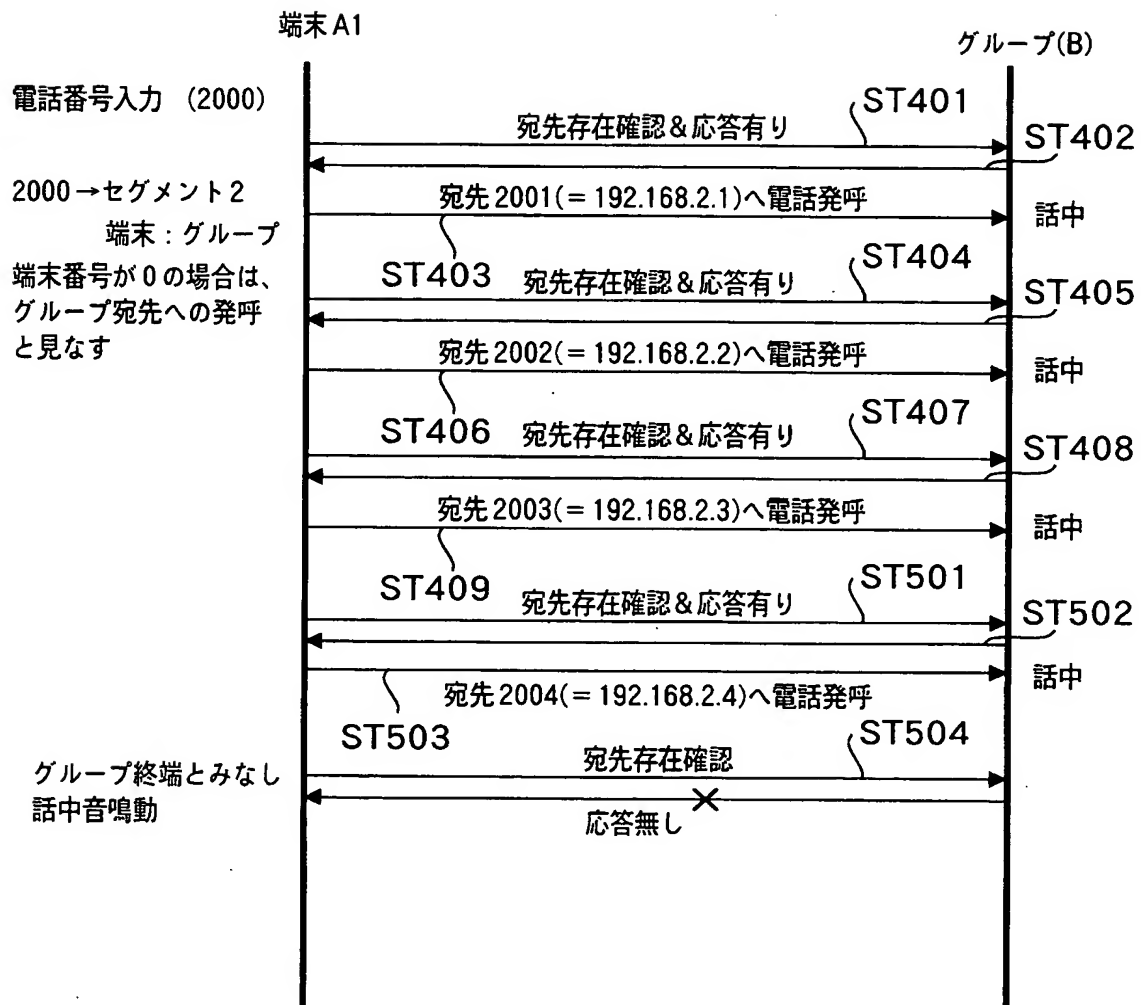 端末A1
グループ(B)
電話番号入力 (2000)
ST401
宛先存在確認&応答有り
ST402
2000→セグメント2
宛先2001(= 192.168.2.1)へ電話発呼
話中
端末:グループ
端末番号が0の場合は、
グループ宛先への発呼
と見なす
ST403
ST404
宛先存在確認&応答有り
ST405
宛先2002(= 192.168.2.2)へ電話発呼
話中
ST406
ST407
宛先存在確認&応答有り
ST408
宛先2003(= 192.168.2.3)へ電話発呼
話中
ST409
ST501
宛先存在確認&応答有り
ST502
話中
宛先2004(= 192.168.2.4)へ電話発呼
ST503
ST504
宛先存在確認
グループ終端とみなし
話中音鳴動
応答無し